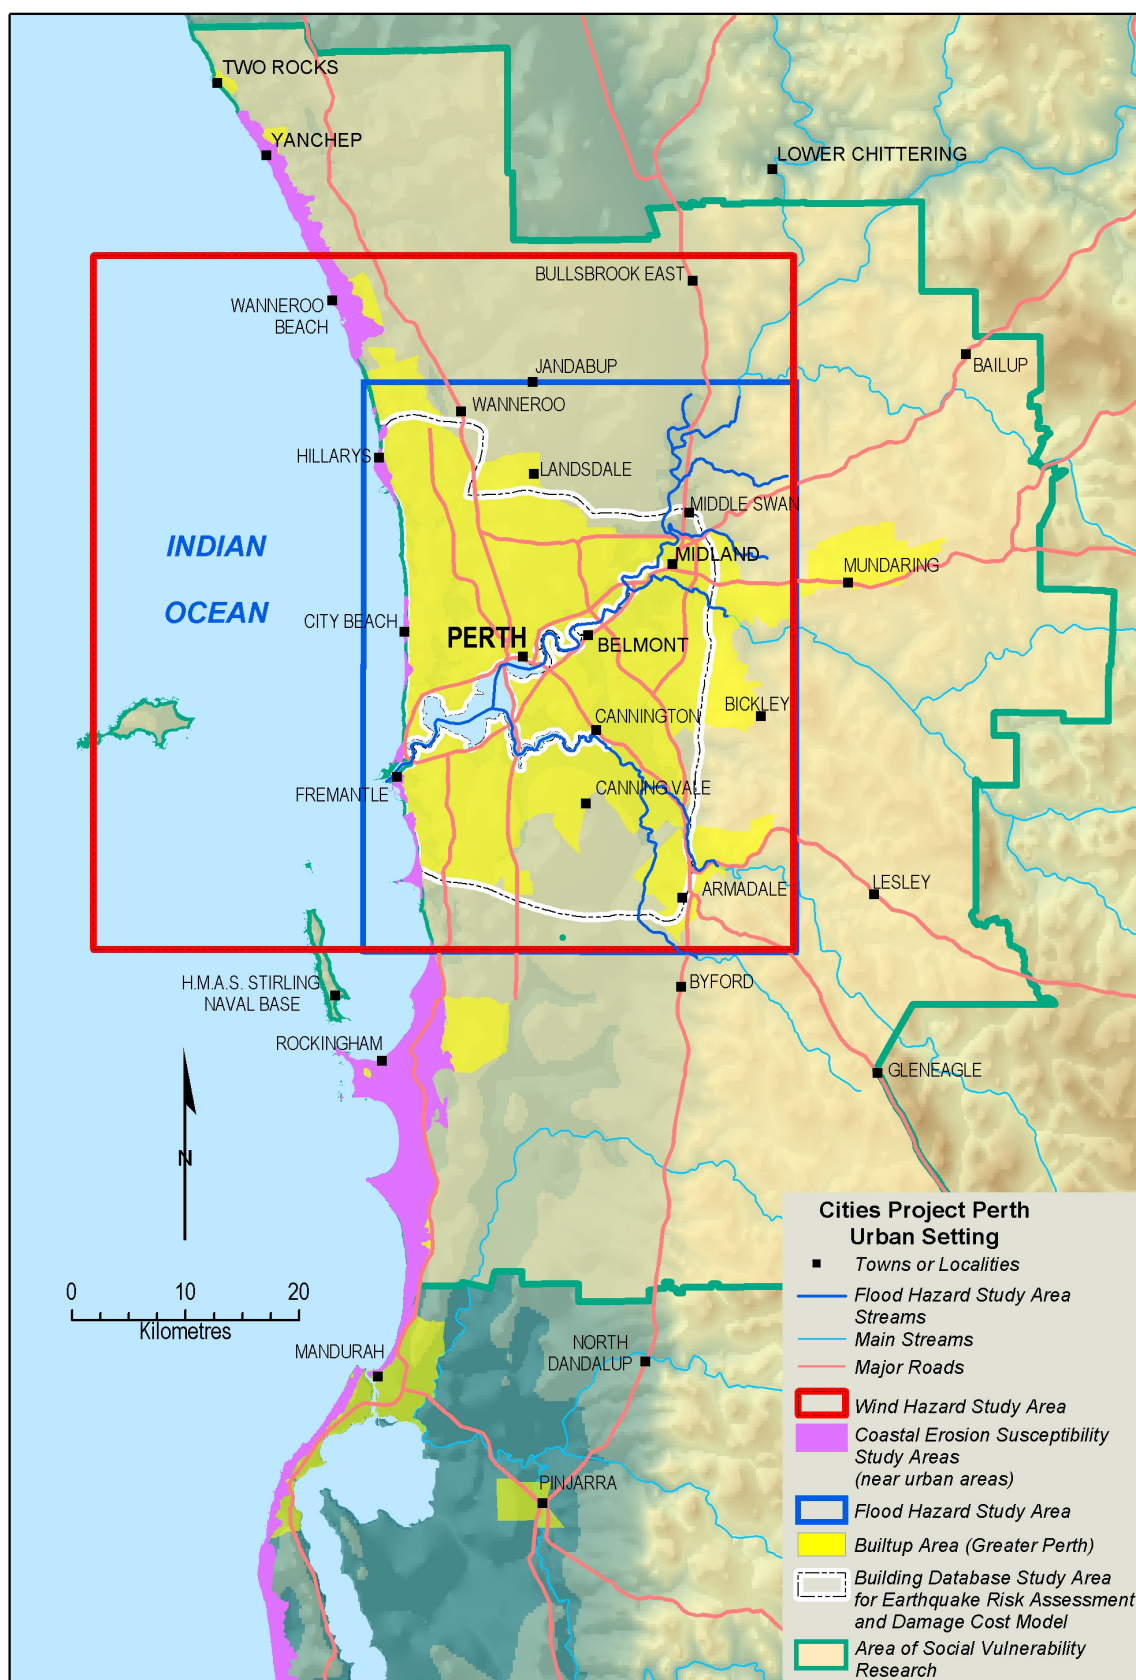 TWO ROCKS
YANCHEP
LOWER CHITTERING
BULLSBROOK EAST
WANNEROO
BEACH
JANDABUP
BAILUP
WANNEROO
HILLARYS
LANDSDALE
MIDDLE SWAN
INDIAN
OCEAN
MIDLAND
MUNDARING
CITY BEACH
PERTH
BELMONT
BICKLEY
CANNINGTON
FREMANTLE
CANNING VALE
ARMADALE
LESLEY
H.M.A.S. STIRLING
NAVAL BASE
BYFORD
ROCKINGHAM
GLENEAGLE
N
0 10 20
Kilometres
MANDURAH
NORTH
DANDALUP
PINJARRA
Cities Project Perth
Urban Setting
Towns or Localities
Flood Hazard Study Area
Streams
Main Streams
Major Roads
Wind Hazard Study Area
Coastal Erosion Susceptibility
Study Areas
(near urban areas)
Flood Hazard Study Area
Builtup Area (Greater Perth)
Building Database Study Area
for Earthquake Risk Assessment
and Damage Cost Model
Area of Social Vulnerability
Research